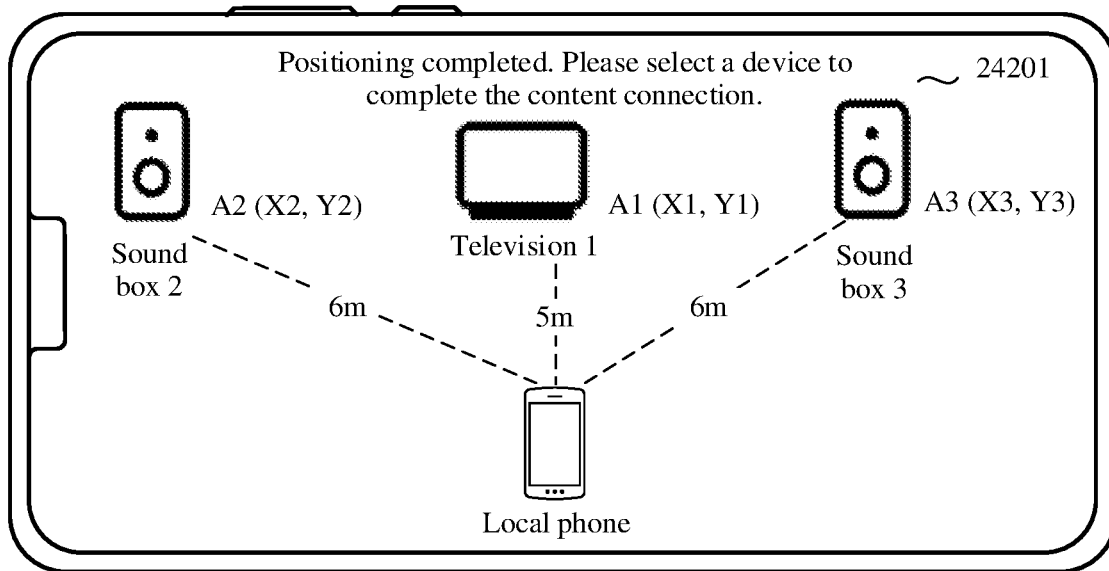 Positioning completed. Please select a device to
complete the content connection.
24201
A2 (X2, Y2)
A1 (X1, Y1)
A3 (X3, Y3)
Sound
box 2
Television 1
Sound
box 3
6m
5m
6m
Local phone